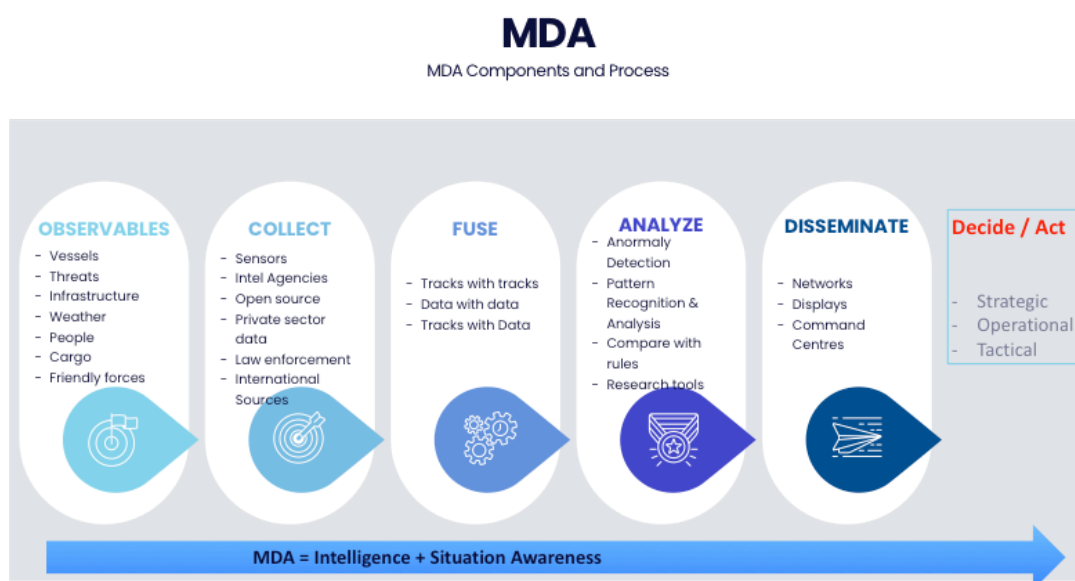 MDA
MDA Components and Process
OBSERVABLES
- Vessels
- Threats
- Infrastructure
- Weather
- People
- Cargo
- Friendly forces
COLLECT
- Sensors
- Intel Agencies
- Open source
- Private sector
data
- Law enforcement
- International
Sources
FUSE
- Tracks with tracks
- Data with data
- Tracks with Data
ANALYZE
- Anormaly
Detection
- Pattern
Recognition &
Analysis
- Compare with
rules
- Research tools
DISSEMINATE
- Networks
- Displays
- Command
Centres
Decide / Act
- Strategic
- Operational
- Tactical
MDA = Intelligence + Situation Awareness